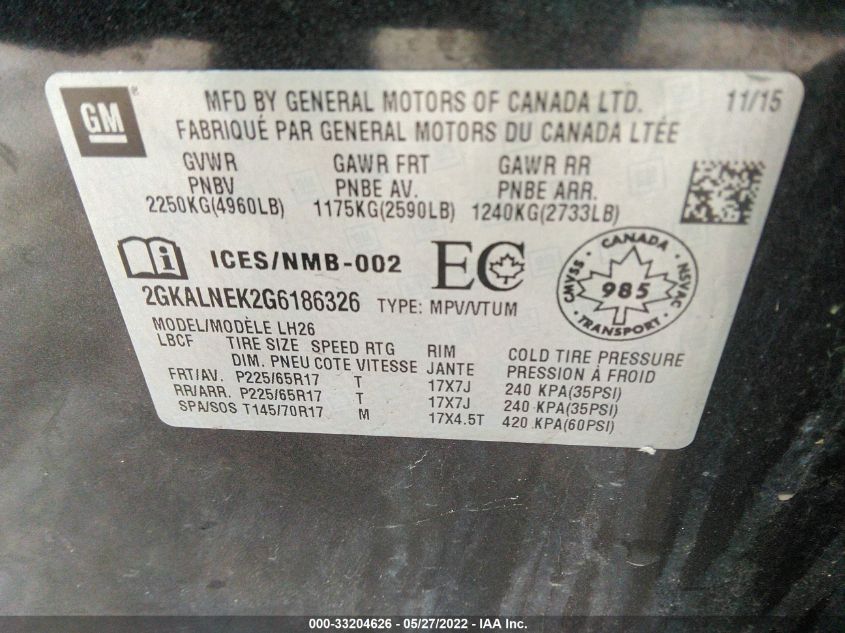 GM ® MFD BY GENERAL MOTORS OF CANADA LTD. 11/15
FABRIQUÉ PAR GENERAL MOTORS DU CANADA LTÉE
GVWR GAWR FRT GAWR RR
PNBV PNBE AV. PNBE ARR.
2250KG(4960LB) 1175KG(2590LB) 1240KG(2733LB)
ICES/NMB-002 EC
CANADA
CMVSS 985 NSVAC
TRANSPORT
2GKALNEK2G6186326 TYPE: MPV/VTUM
MODEL/MODÈLE LH26
LBCF TIRE SIZE SPEED RTG RIM COLD TIRE PRESSURE
DIM. PNEU COTE VITESSE JANTE PRESSION À FROID
FRT/AV. P225/65R17 T 17X7J 240 KPA(35PSI)
RR/ARR. P225/65R17 T 17X7J 240 KPA(35PSI)
SPA/SOS T145/70R17 M 17X4.5T 420 KPA(60PSI)
000-33204626 - 05/27/2022 - IAA Inc.